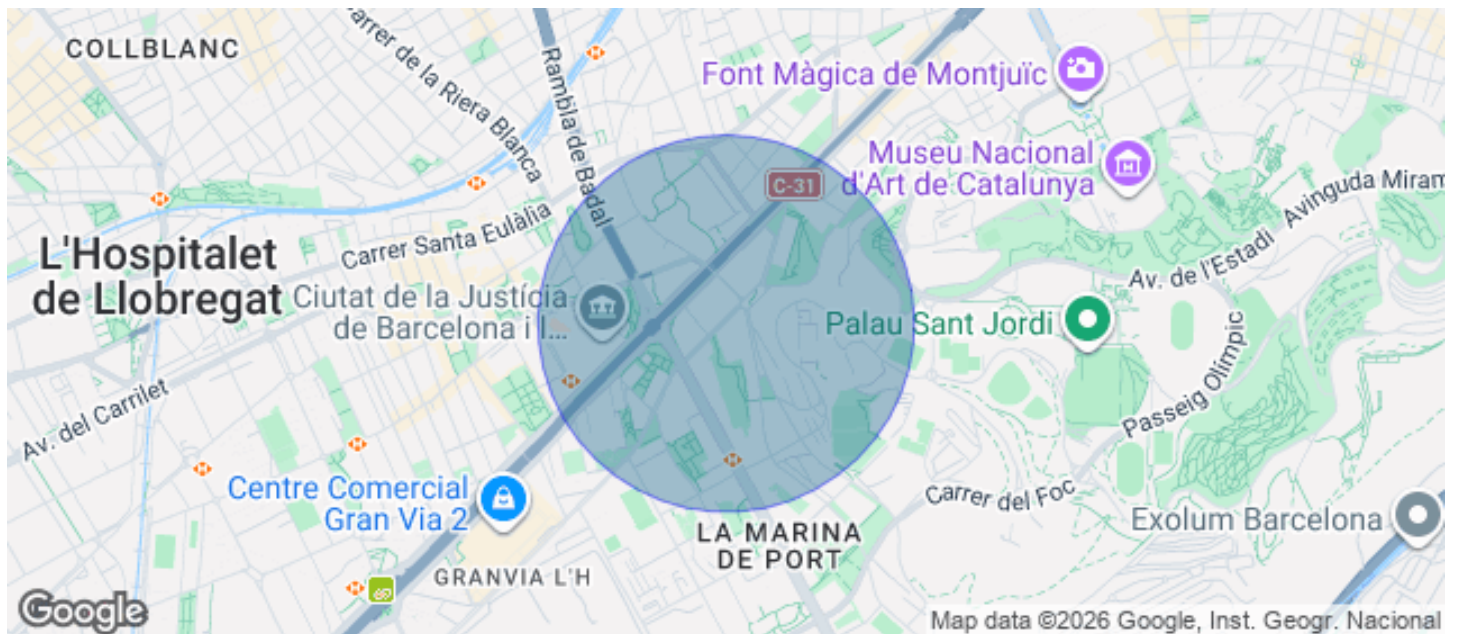 COLLBLANC
Carrer de la Riera Blanca
Rambla de Badal
Font Màgica de Montjuïc
C-31
Museu Nacional
d'Art de Catalunya
Avinguda Miram
Carrer Santa Eulàlia
L'Hospitalet
de Llobregat
Ciutat de la Justícia
de Barcelona i l...
Av. de l'Estadi
Palau Sant Jordi
Passeig Olímpic
Av. del Carrilet
Centre Comercial
Gran Via 2
Carrer del Foc
Exolum Barcelona
LA MARINA
DE PORT
GRANVIA L'H
Google
Map data ©2026 Google, Inst. Geogr. Nacional